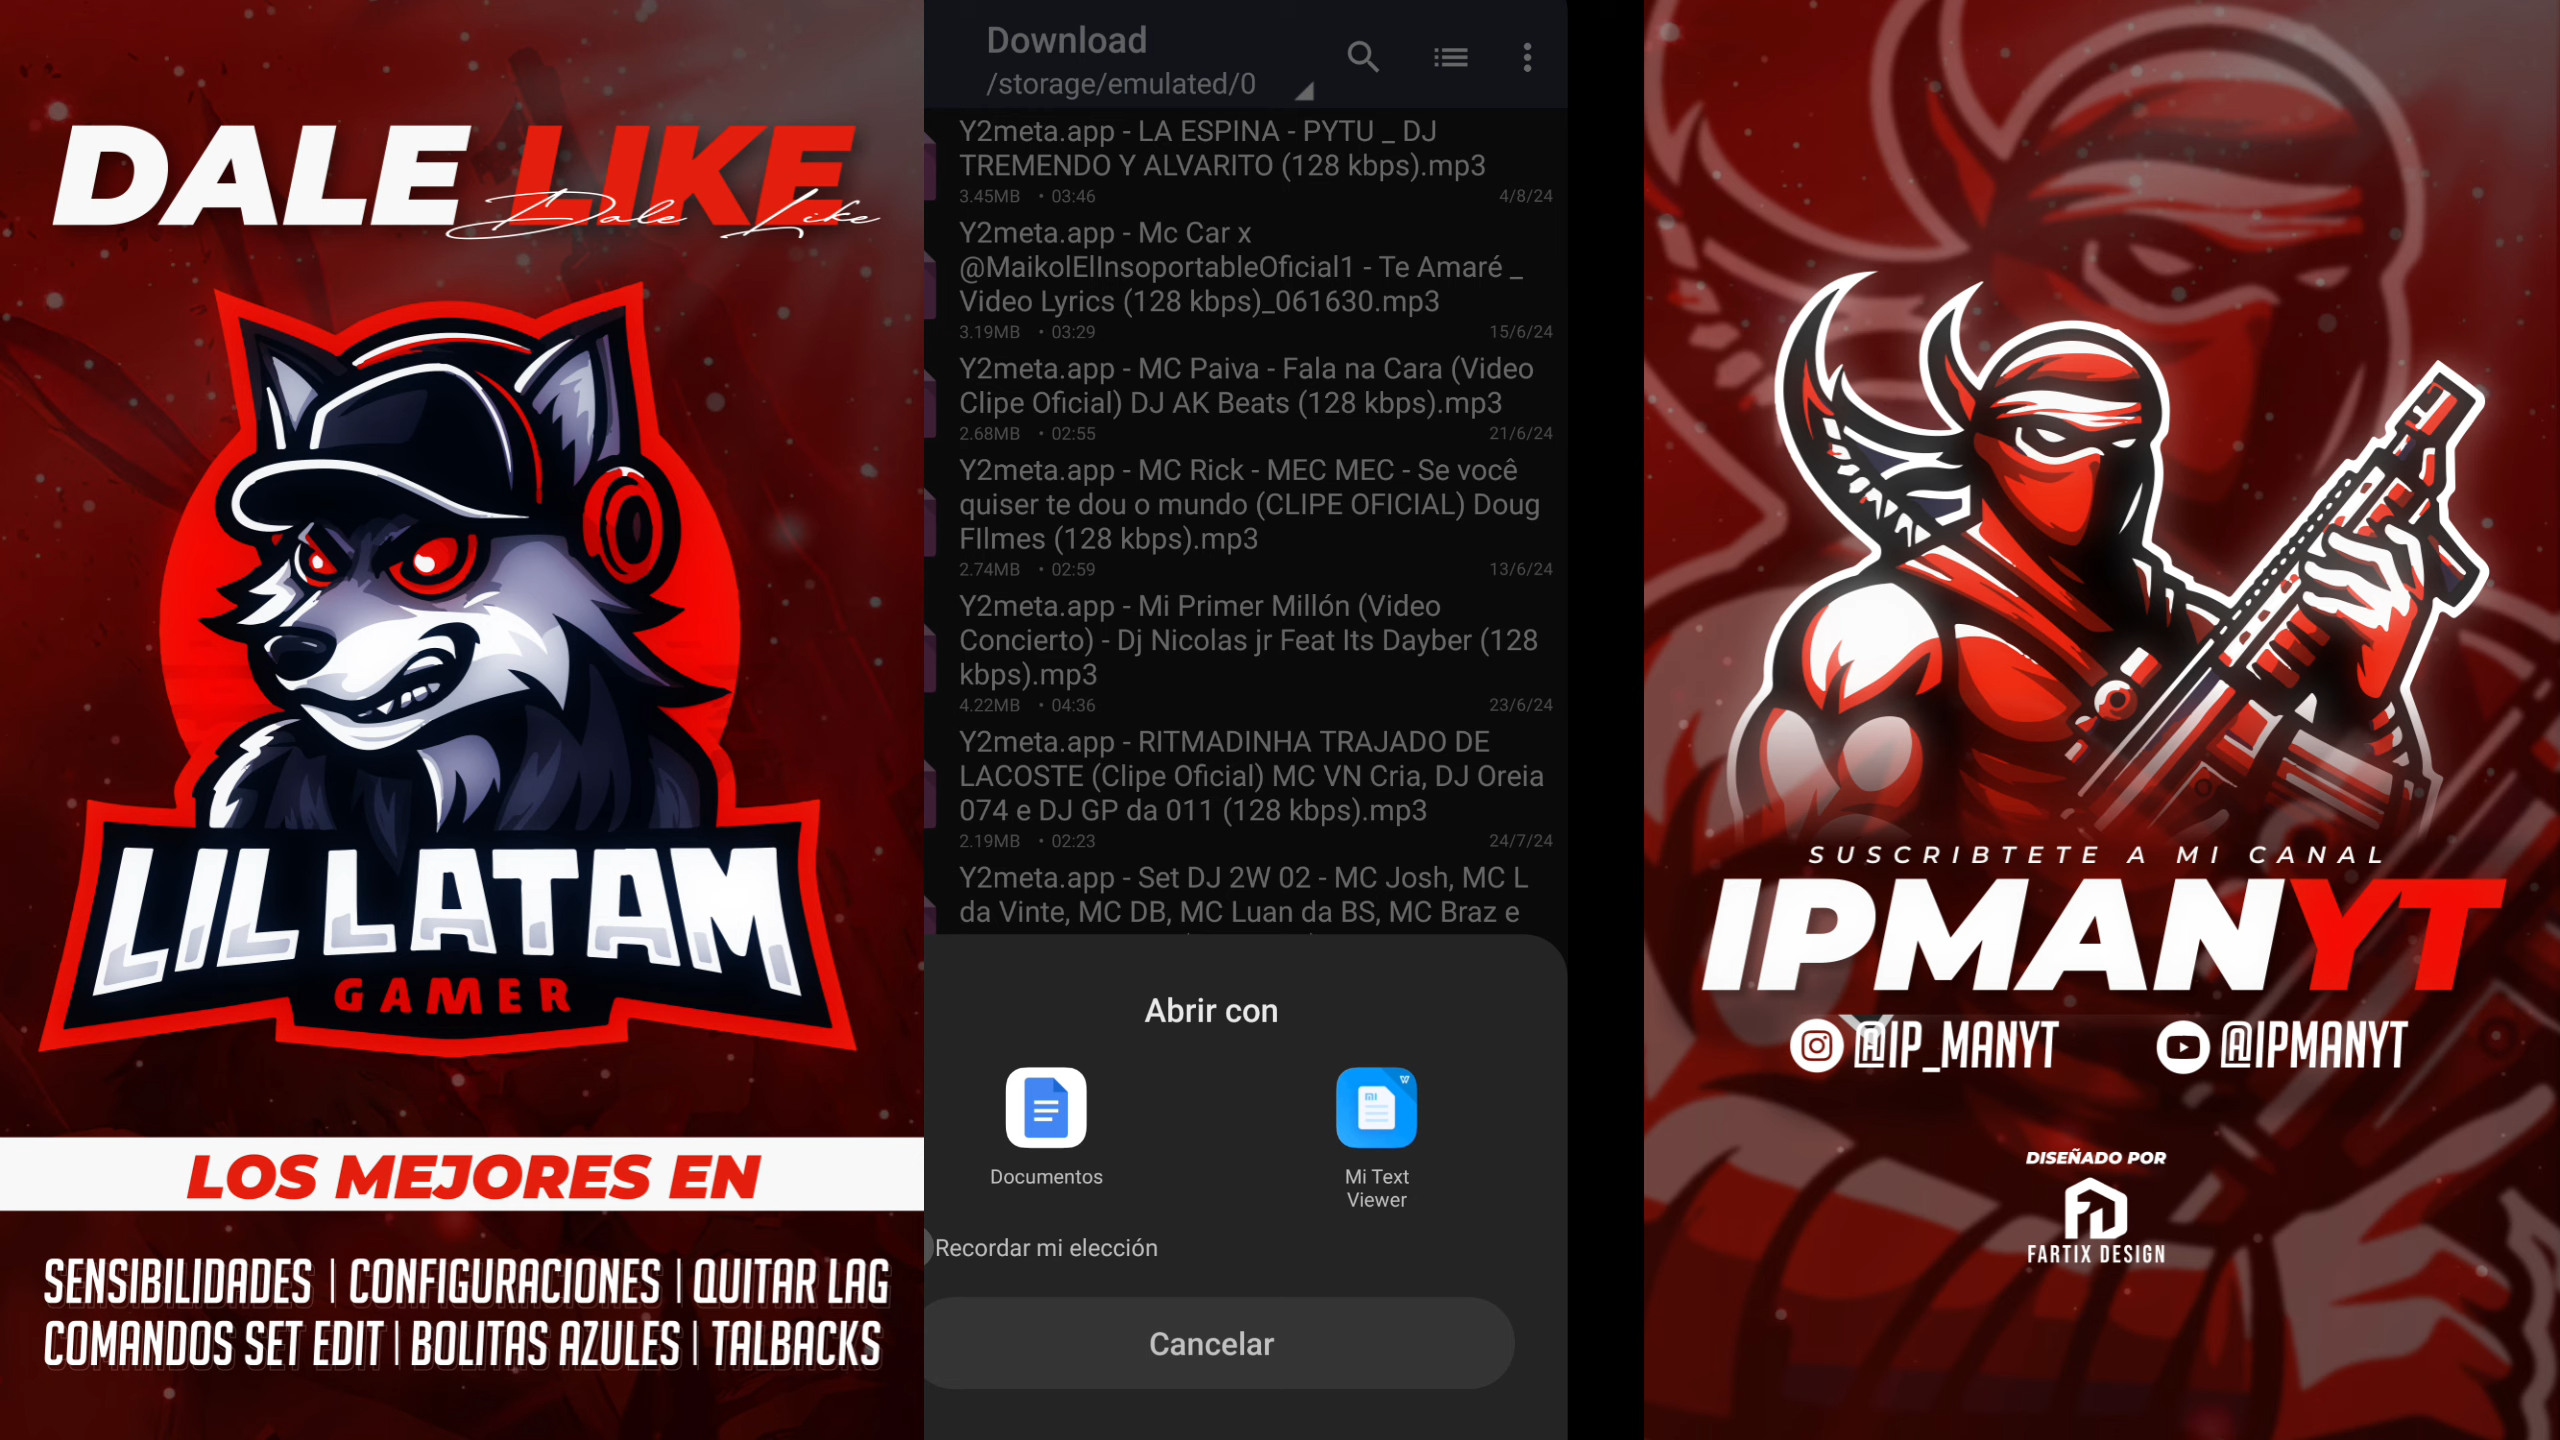 DALE LIKE
Dale Like
LIL LATAM
GAMER
LOS MEJORES EN
SENSIBILIDADES | CONFIGURACIONES | QUITAR LAG
COMANDOS SET EDIT | BOLITAS AZULES | TALBACKS
Download
/storage/emulated/0
Y2meta.app - LA ESPINA - PYTU _ DJ
TREMENDO Y ALVARITO (128 kbps).mp3
3.45MB • 03:46 4/8/24
Y2meta.app - Mc Car x
@MaikolElInsoportableOficial1 - Te Amaré _
Video Lyrics (128 kbps)_061630.mp3
3.19MB • 03:29 15/6/24
Y2meta.app - MC Paiva - Fala na Cara (Video
Clipe Oficial) DJ AK Beats (128 kbps).mp3
2.68MB • 02:55 21/6/24
Y2meta.app - MC Rick - MEC MEC - Se você
quiser te dou o mundo (CLIPE OFICIAL) Doug
FIlmes (128 kbps).mp3
2.74MB • 02:59 13/6/24
Y2meta.app - Mi Primer Millón (Video
Concierto) - Dj Nicolas jr Feat Its Dayber (128
kbps).mp3
4.22MB • 04:36 23/6/24
Y2meta.app - RITMADINHA TRAJADO DE
LACOSTE (Clipe Oficial) MC VN Cria, DJ Oreia
074 e DJ GP da 011 (128 kbps).mp3
2.19MB • 02:23 24/7/24
Y2meta.app - Set DJ 2W 02 - MC Josh, MC L
da Vinte, MC DB, MC Luan da BS, MC Braz e
Abrir con
Documentos
Mi Text
Viewer
Recordar mi elección
Cancelar
SUSCRIBTETE A MI CANAL
IPMANYT
@IP_MANYT @IPMANYT
DISEÑADO POR
FARTIX DESIGN